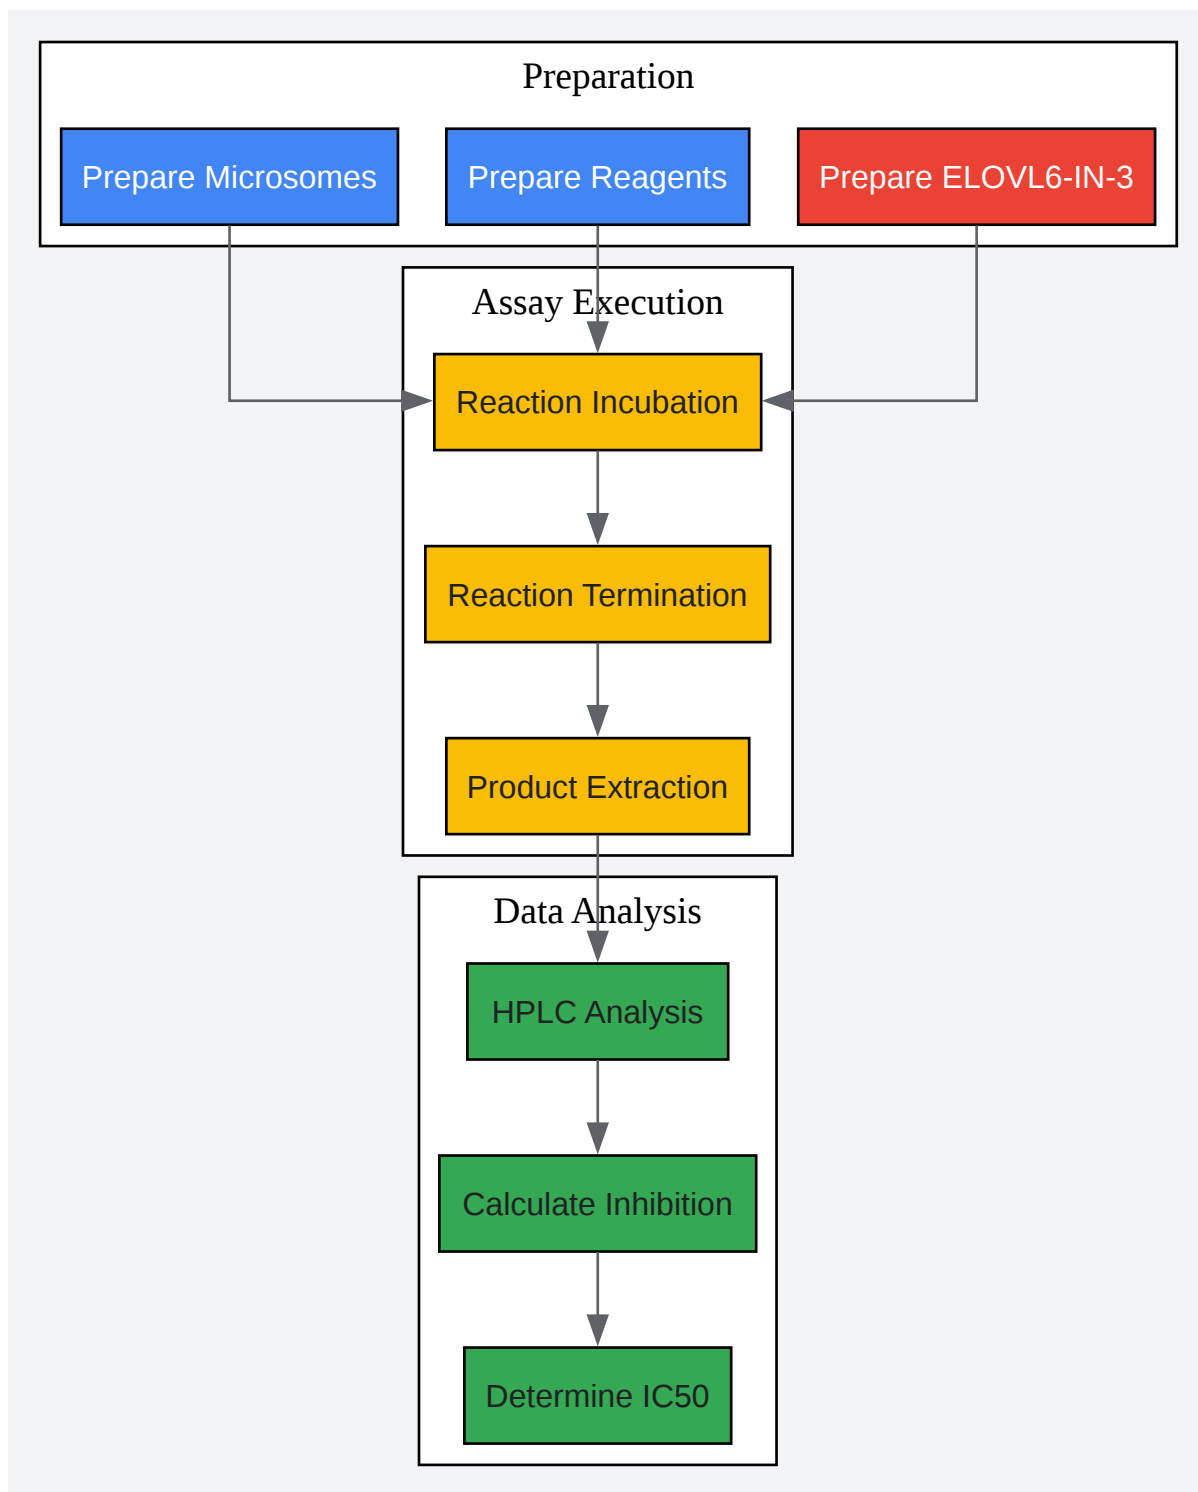 Preparation
Prepare Microsomes
Prepare Reagents
Prepare ELOVL6-IN-3
Assay Execution
Reaction Incubation
Reaction Termination
Product Extraction
Data Analysis
HPLC Analysis
Calculate Inhibition
Determine IC50